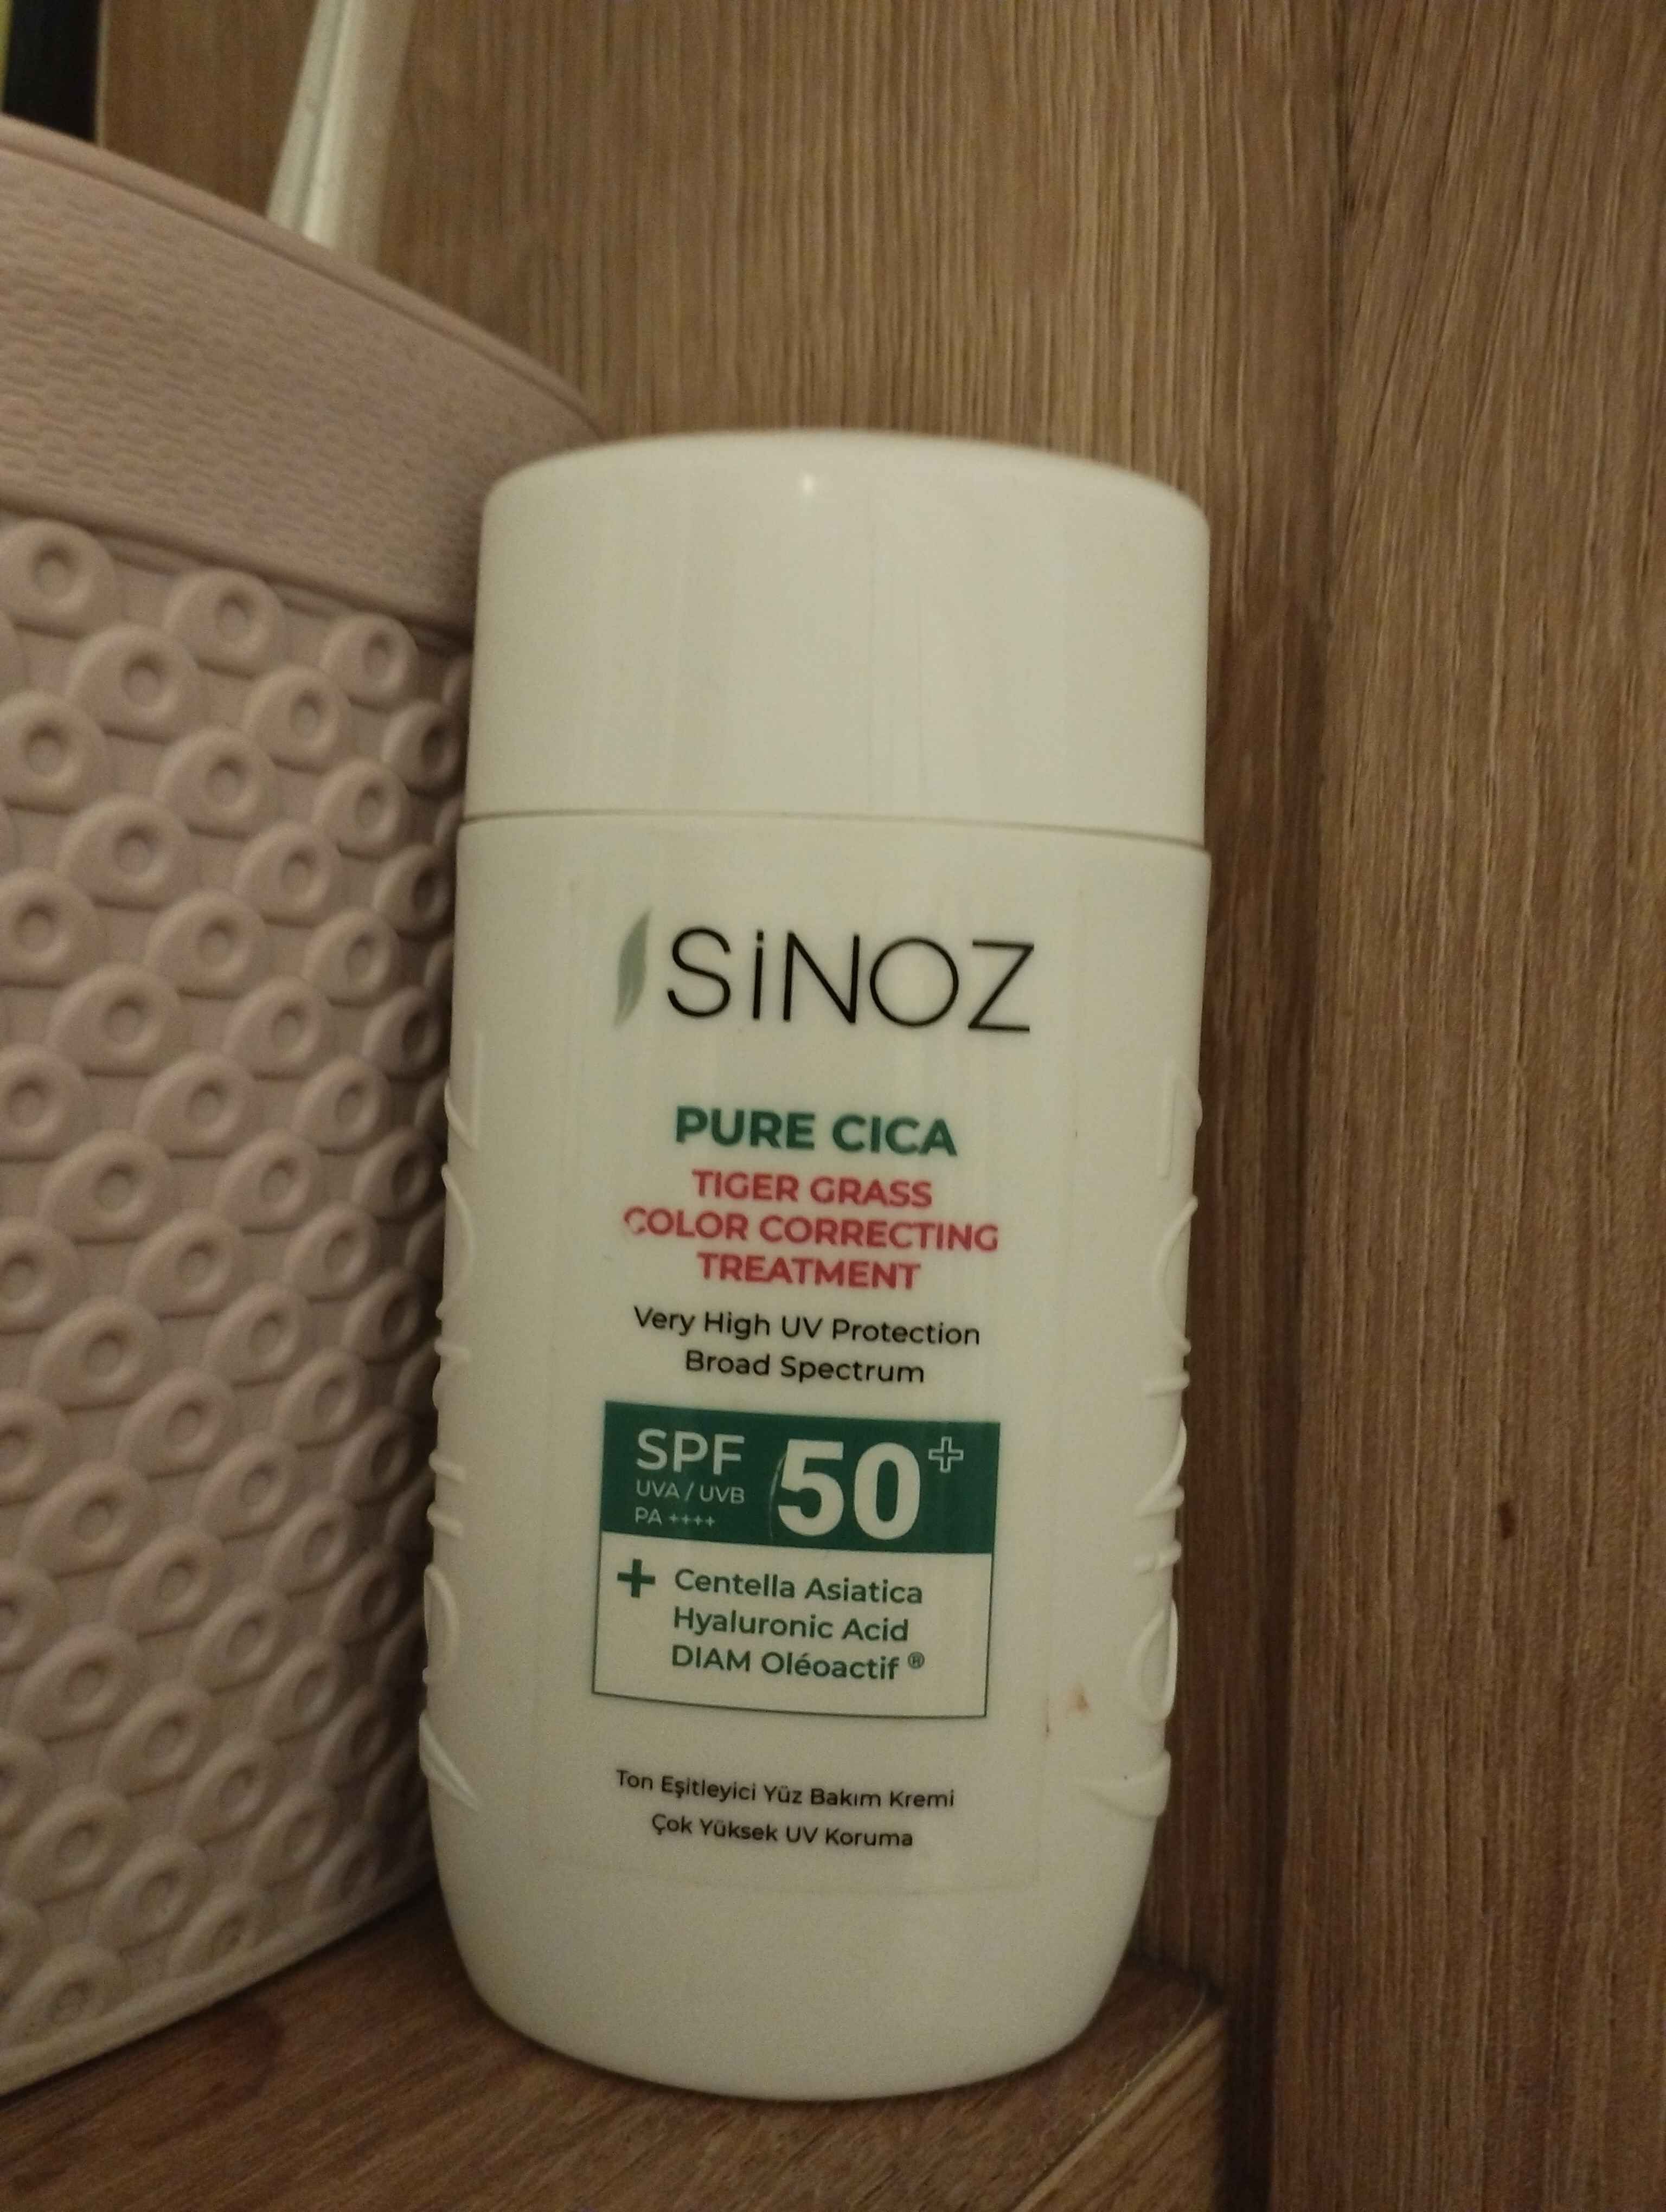 SiNOZ
PURE CICA
TIGER GRASS
COLOR CORRECTING
TREATMENT
Very High UV Protection
Broad Spectrum
SPF 50+
UVA / UVB
PA ++++
+ Centella Asiatica
Hyaluronic Acid
DIAM Oléoactif ®
Ton Eşitleyici Yüz Bakım Kremi
Çok Yüksek UV Koruma